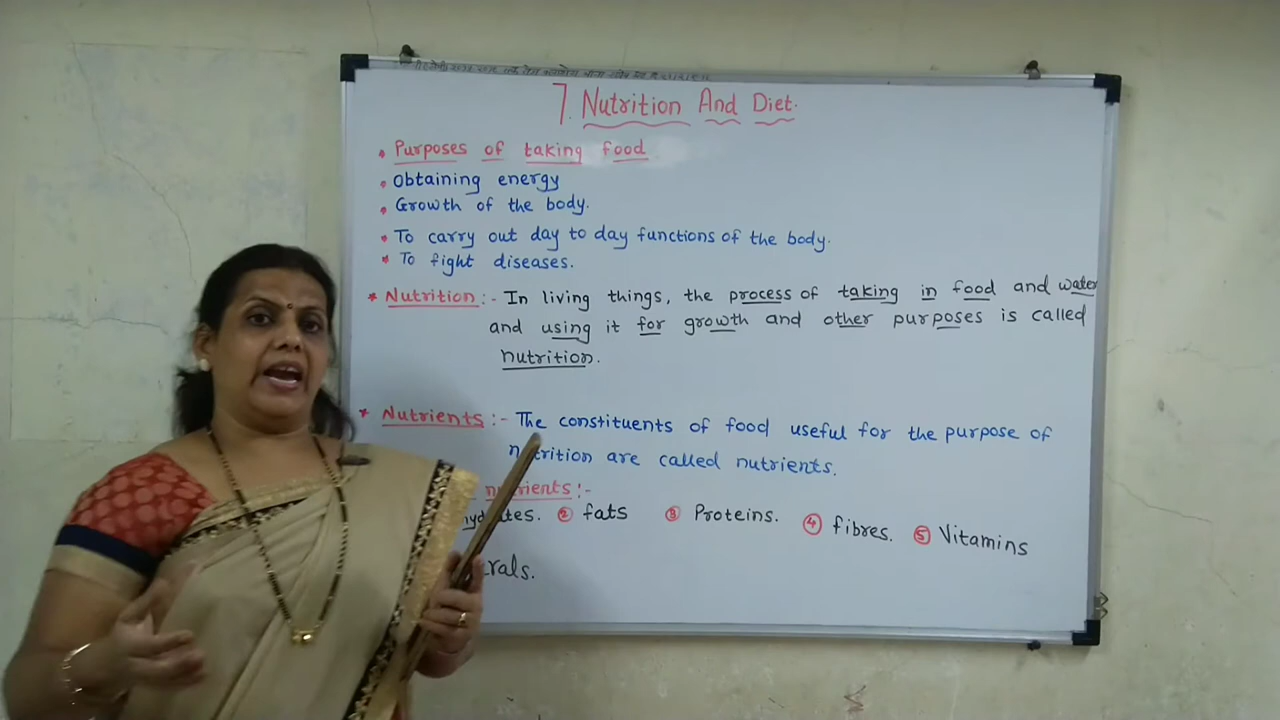 7. Nutrition And Diet.
• Purposes of taking food
• Obtaining energy
• Growth of the body.
• To carry out day to day functions of the body.
* To fight diseases.
* Nutrition :- In living things, the process of taking in food and water
and using it for growth and other purposes is called
nutrition.
* Nutrients :- The constituents of food useful for the purpose of
nutrition are called nutrients.
nutrients :-
② fats ③ Proteins. ④ fibres. ⑤ Vitamins